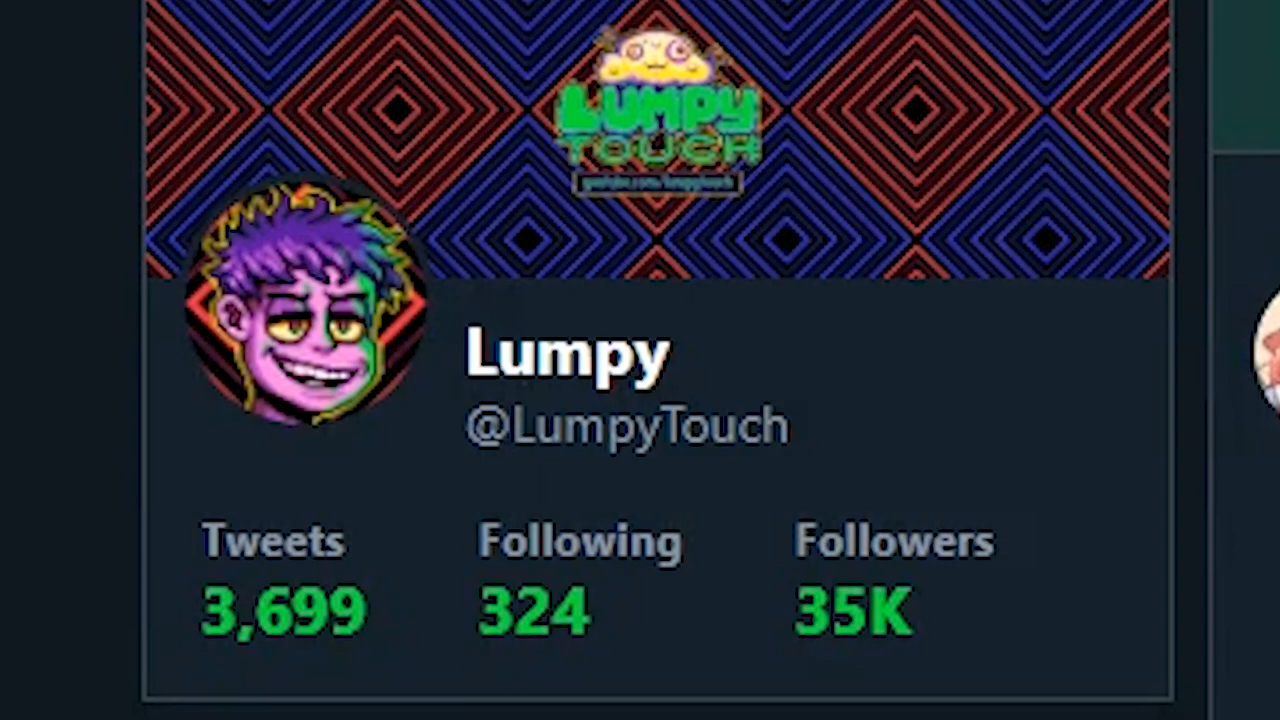 LUMPY
TOUCH
Lumpy
@LumpyTouch
Tweets Following Followers
3,699 324 35K